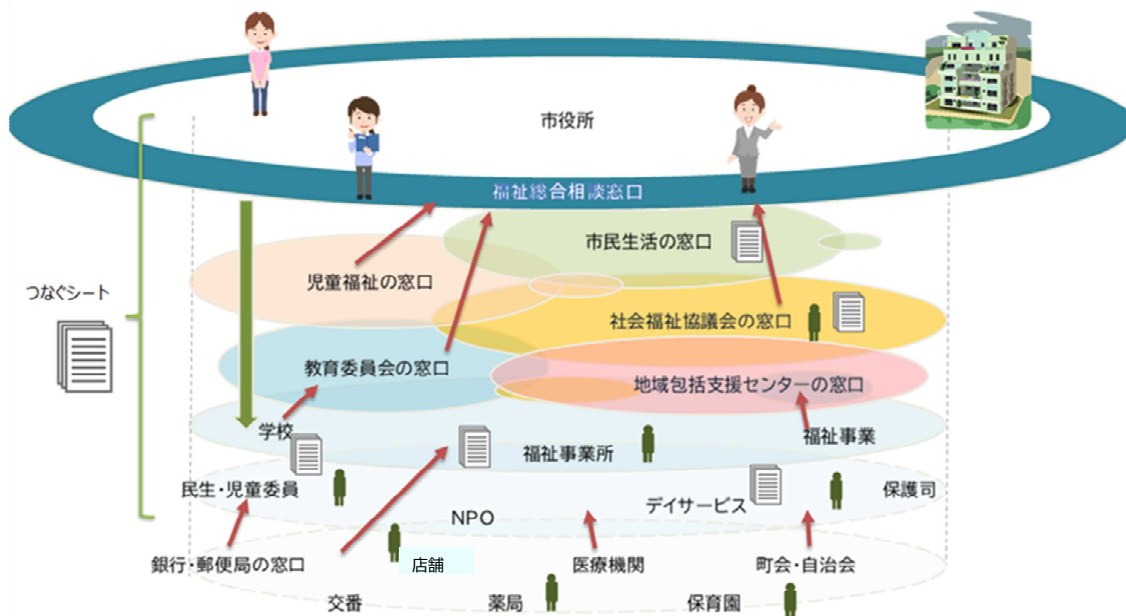 市役所
福祉総合相談窓口
市民生活の窓口
児童福祉の窓口
つなぐシート
社会福祉協議会の窓口
教育委員会の窓口
地域包括支援センターの窓口
学校
福祉事業
福祉事業所
民生・児童委員
保護司
デイサービス
NPO
銀行・郵便局の窓口
店舗
医療機関
町会・自治会
交番
薬局
保育園